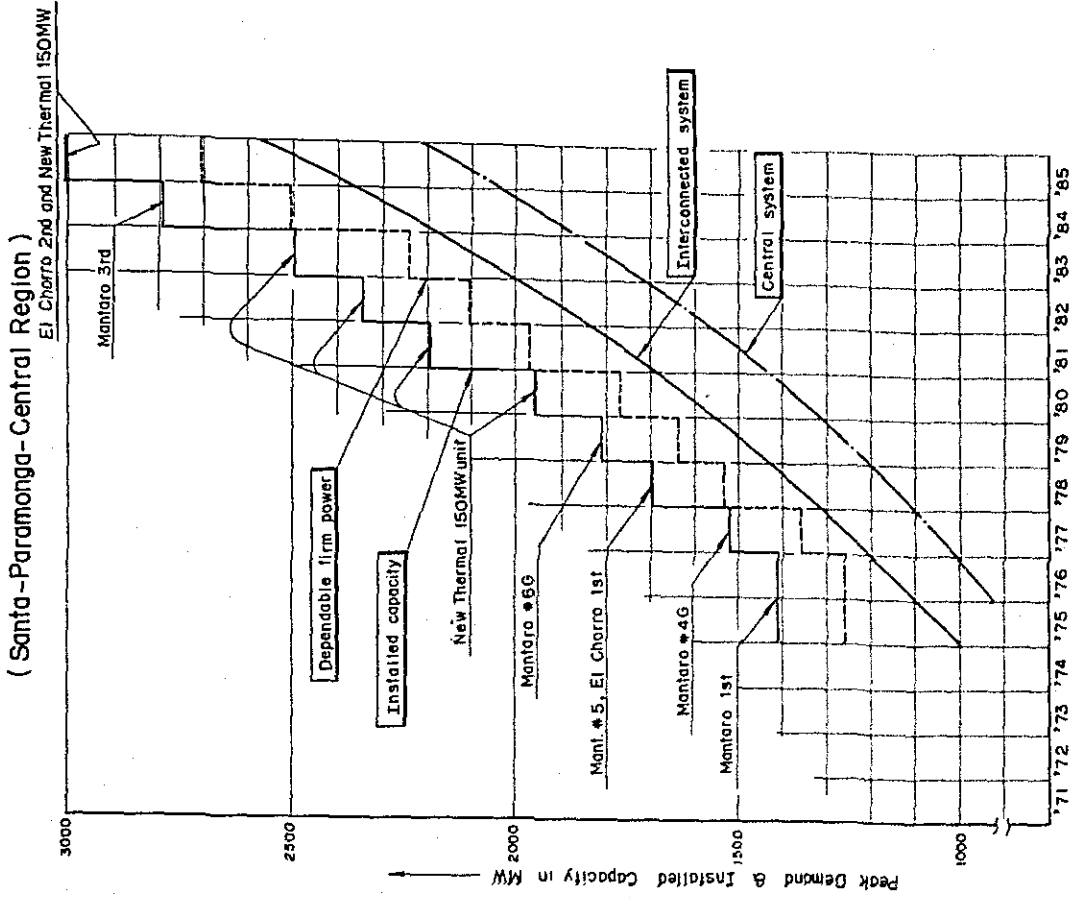 ( Santa-Paramonga-Central Region )
El Chorro 2nd and New Thermal 150MW
Mantaro 3rd
Dependable firm power
Installed capacity
New Thermal 150MW unit
Mantaro #6G
Mant. #5, El Chorro 1st
Mantaro #4G
Mantaro 1st
Interconnected system
Central system
Peak Demand & Installed Capacity in MW
3000
2500
2000
1500
1000
'71 '72 '73 '74 '75 '76 '77 '78 '79 '80 '81 '82 '83 '84 '85